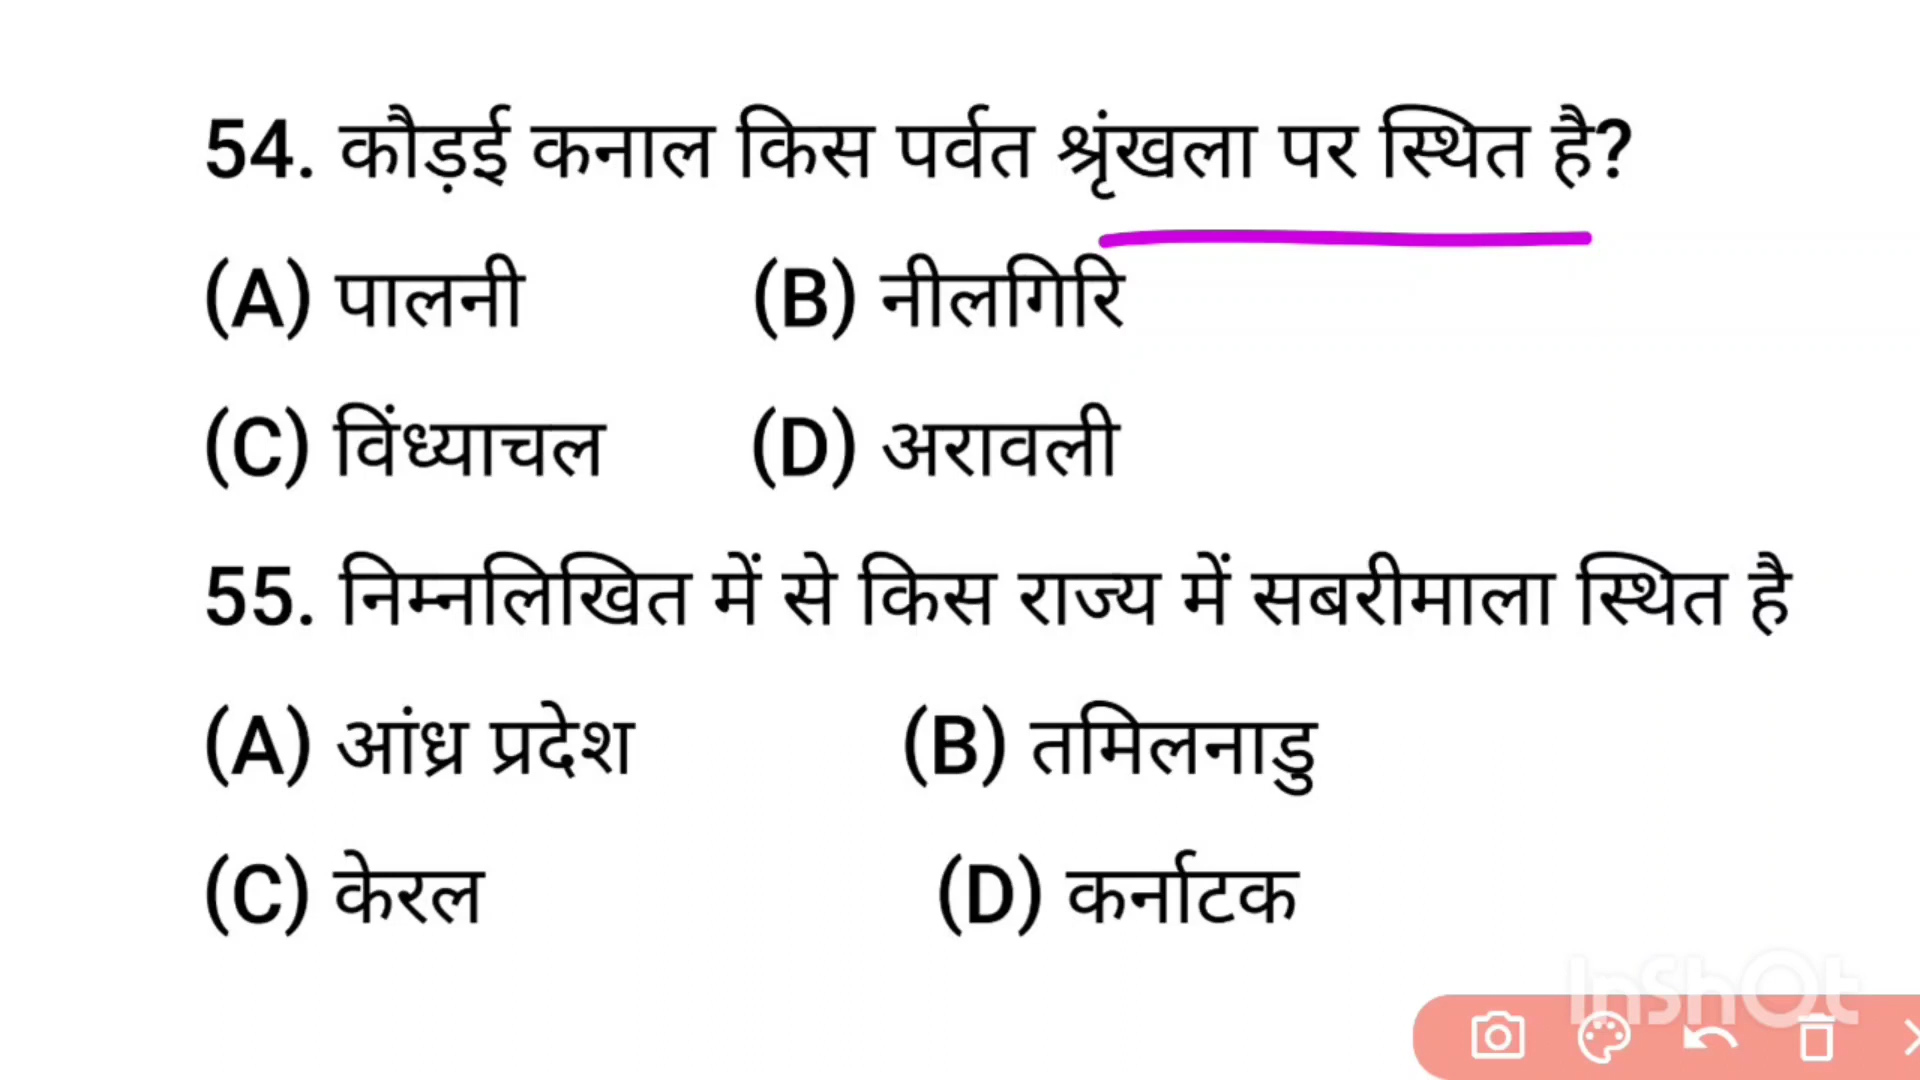 54. कौड़ई कनाल किस पर्वत श्रृंखला पर स्थित है?
(A) पालनी (B) नीलगिरि
(C) विंध्याचल (D) अरावली
55. निम्नलिखित में से किस राज्य में सबरीमाला स्थित है
(A) आंध्र प्रदेश (B) तमिलनाडु
(C) केरल (D) कर्नाटक
InShOt